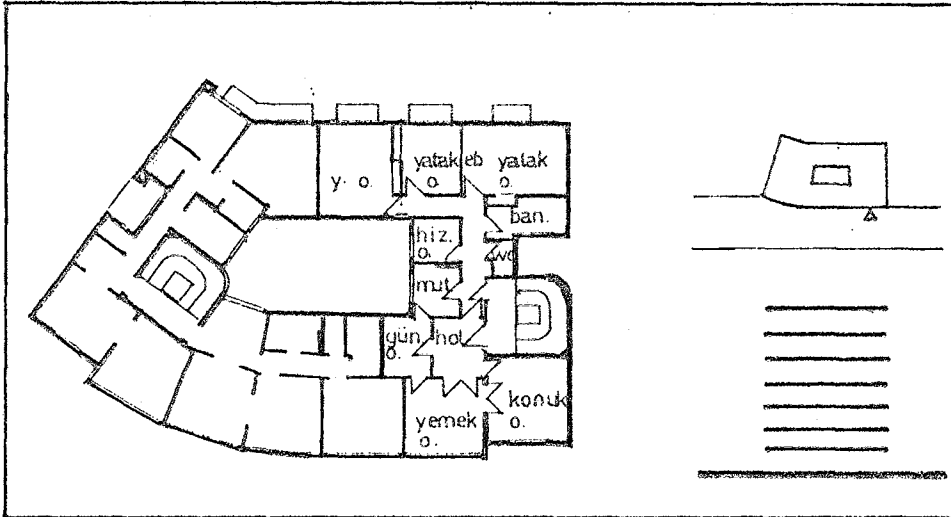 yatak eb yatak
y. o. o. o.
ban.
hiz.
o.
wc
mut.
gün hol
o.
konuk
yemek o.
o.